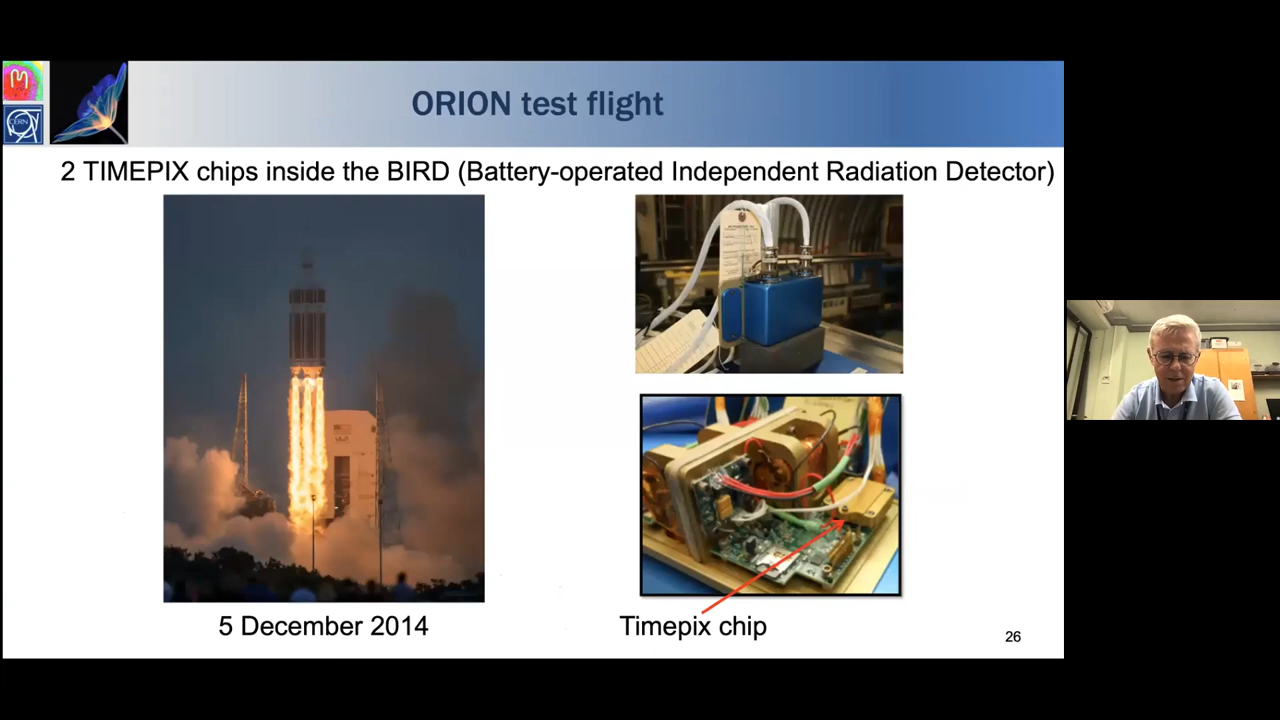 M
CERN
ORION test flight
2 TIMEPIX chips inside the BIRD (Battery-operated Independent Radiation Detector)
5 December 2014
Timepix chip
26